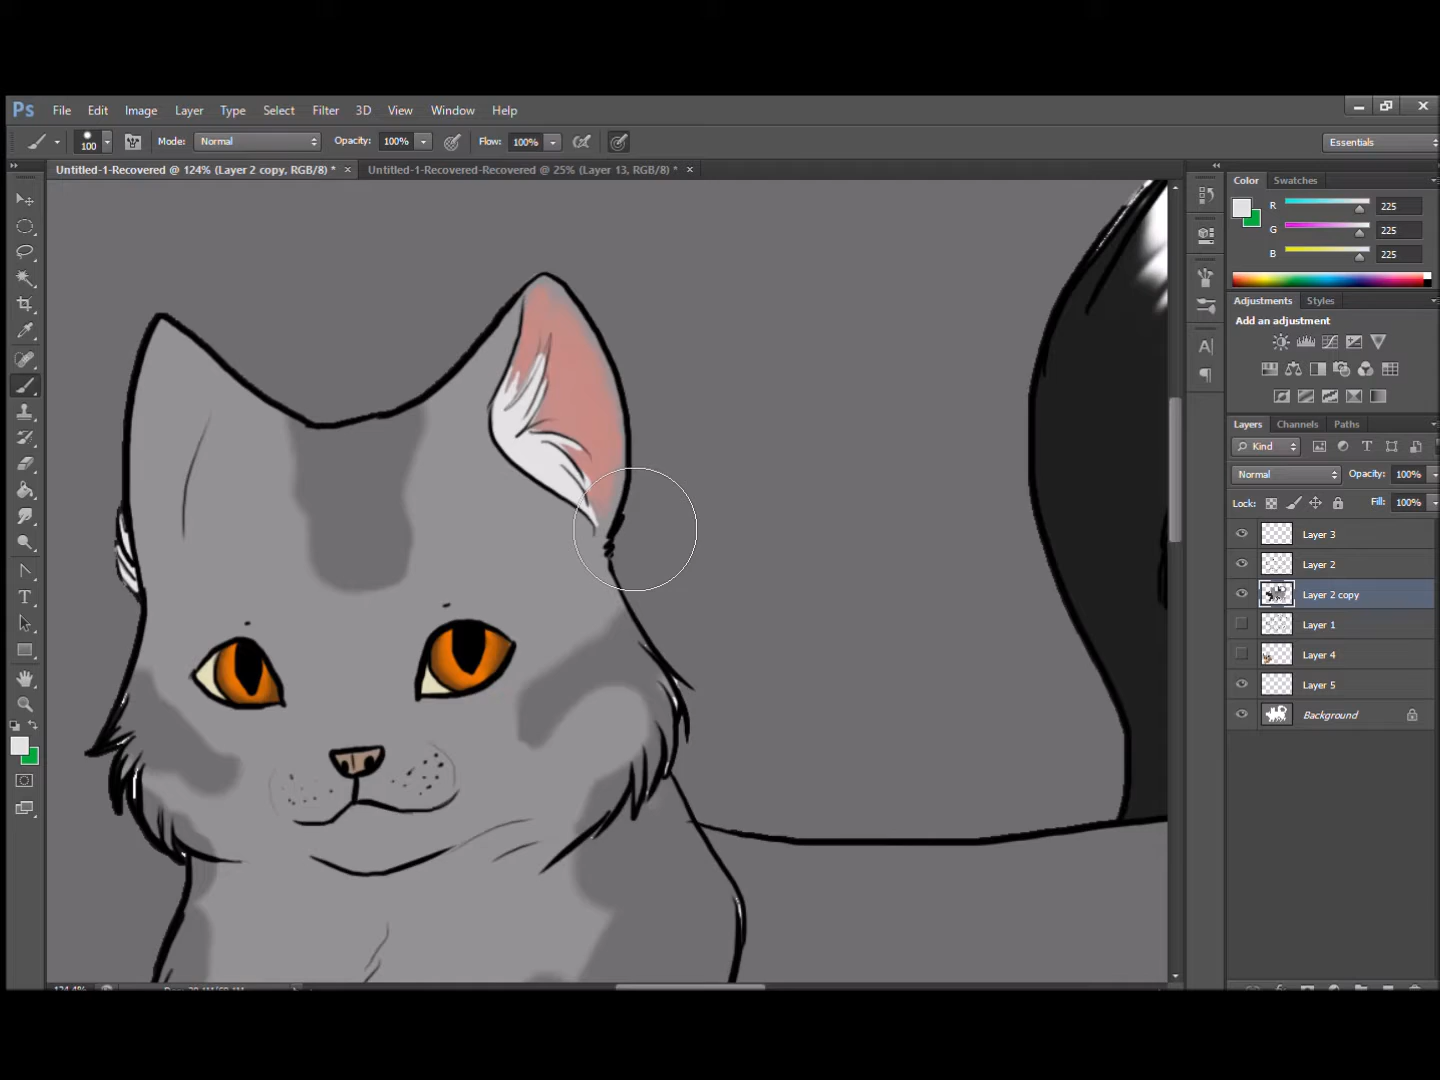 Ps File Edit Image Layer Type Select Filter 3D View Window Help
100 Mode: Normal Opacity: 100% Flow: 100% Essentials
Untitled-1-Recovered @ 124% (Layer 2 copy, RGB/8) * × Untitled-1-Recovered-Recovered @ 25% (Layer 13, RGB/8) * ×
Color Swatches
R 225
G 225
B 225
Adjustments Styles
Add an adjustment
Layers Channels Paths
Kind
Normal Opacity: 100%
Lock: Fill: 100%
Layer 3
Layer 2
Layer 2 copy
Layer 1
Layer 4
Layer 5
Background